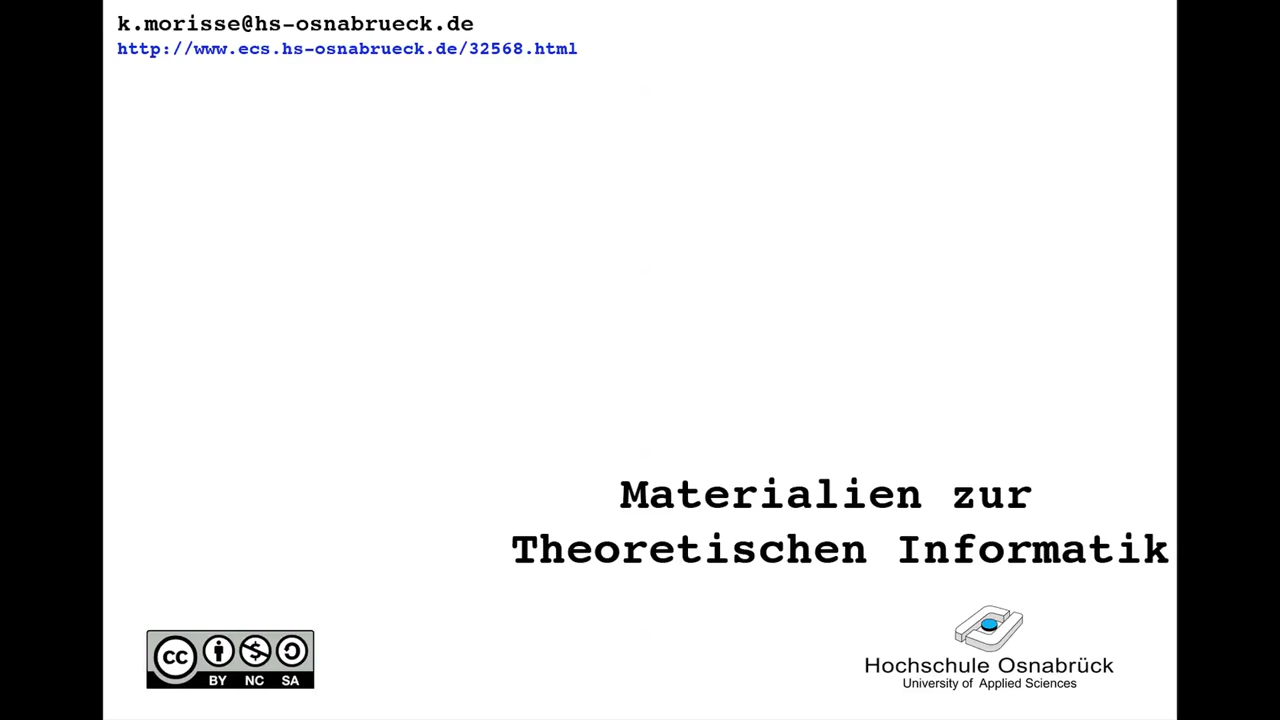 k.morisse@hs-osnabrueck.de
http://www.ecs.hs-osnabrueck.de/32568.html
Materialien zur
Theoretischen Informatik
cc
BY NC SA
Hochschule Osnabrück
University of Applied Sciences